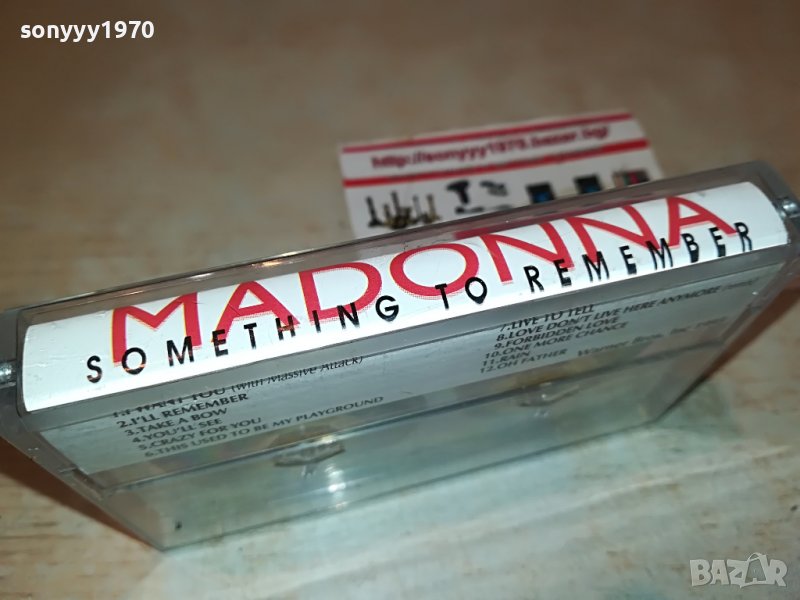 sonyyy1970
http://sonyyy1970.bazar.bg/
MADONNA
SOMETHING TO REMEMBER
1.I WANT YOU (with Massive Attack)
2.I'LL REMEMBER
3.TAKE A BOW
4.YOU'LL SEE
5.CRAZY FOR YOU
6.THIS USED TO BE MY PLAYGROUND
7.LIVE TO TELL
8.LOVE DON'T LIVE HERE ANYMORE
9.FORBIDDEN LOVE
10.ONE MORE CHANCE
11.RAIN
12.OH FATHER Warner Bros. Inc
BAZAR